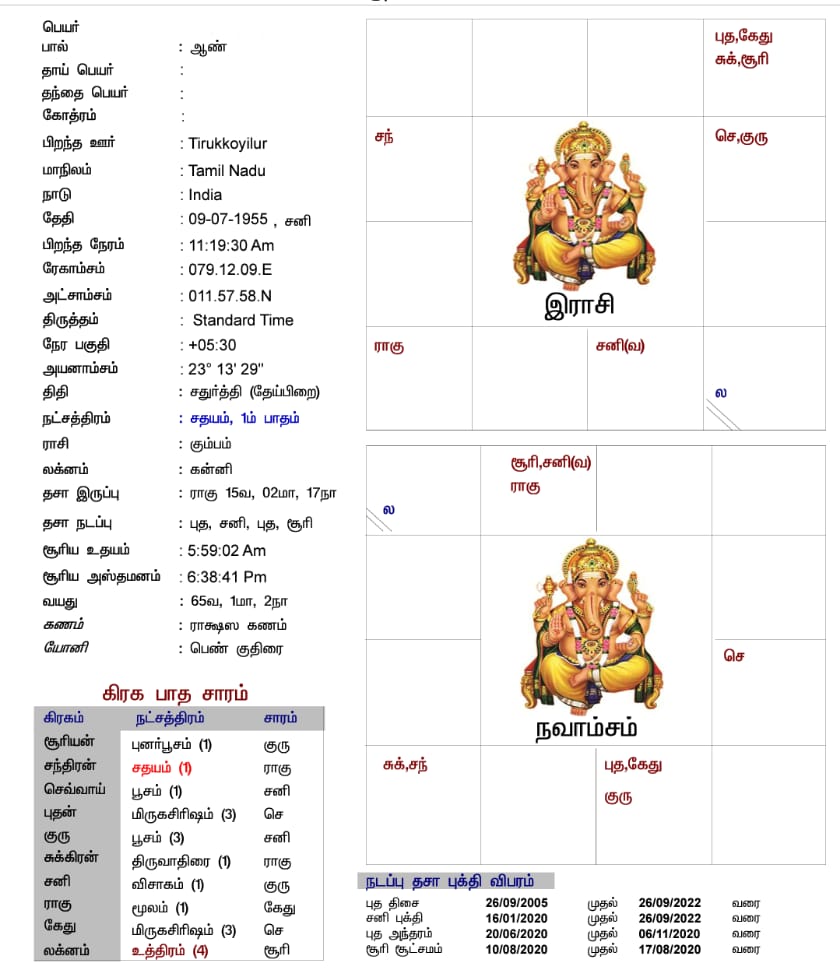 பெயர்
பால் : ஆண்
தாய் பெயர் :
தந்தை பெயர் :
கோத்ரம் :
பிறந்த ஊர் : Tirukkoyilur
மாநிலம் : Tamil Nadu
நாடு : India
தேதி : 09-07-1955 , சனி
பிறந்த நேரம் : 11:19:30 Am
ரேகாம்சம் : 079.12.09.E
அட்சாம்சம் : 011.57.58.N
திருத்தம் : Standard Time
நேர பகுதி : +05:30
அயனாம்சம் : 23° 13' 29"
திதி : சதுர்த்தி (தேய்பிறை)
நட்சத்திரம் : சதயம், 1ம் பாதம்
ராசி : கும்பம்
லக்னம் : கன்னி
தசா இருப்பு : ராகு 15வ, 02மா, 17நா
தசா நடப்பு : புத, சனி, புத, சூரி
சூரிய உதயம் : 5:59:02 Am
சூரிய அஸ்தமனம் : 6:38:41 Pm
வயது : 65வ, 1மா, 2நா
கணம் : ராக்ஷஸ கணம்
யோனி : பெண் குதிரை
கிரக பாத சாரம்
கிரகம் நட்சத்திரம் சாரம்
சூரியன் புனர்பூசம் (1) குரு
சந்திரன் சதயம் (1) ராகு
செவ்வாய் பூசம் (1) சனி
புதன் மிருகசிரிஷம் (3) செ
குரு பூசம் (3) சனி
சுக்கிரன் திருவாதிரை (1) ராகு
சனி விசாகம் (1) குரு
ராகு மூலம் (1) கேது
கேது மிருகசிரிஷம் (3) செ
லக்னம் உத்திரம் (4) சூரி
புத,கேது
சுக்,சூரி
சந்
செ,குரு
இராசி
ராகு
சனி(வ)
ல
சூரி,சனி(வ)
ராகு
ல
செ
நவாம்சம்
சுக்,சந்
புத,கேது
குரு
நடப்பு தசா புக்தி விபரம்
புத திசை 26/09/2005 முதல் 26/09/2022 வரை
சனி புக்தி 16/01/2020 முதல் 26/09/2022 வரை
புத அந்தரம் 20/06/2020 முதல் 06/11/2020 வரை
சூரி சூட்சமம் 10/08/2020 முதல் 17/08/2020 வரை